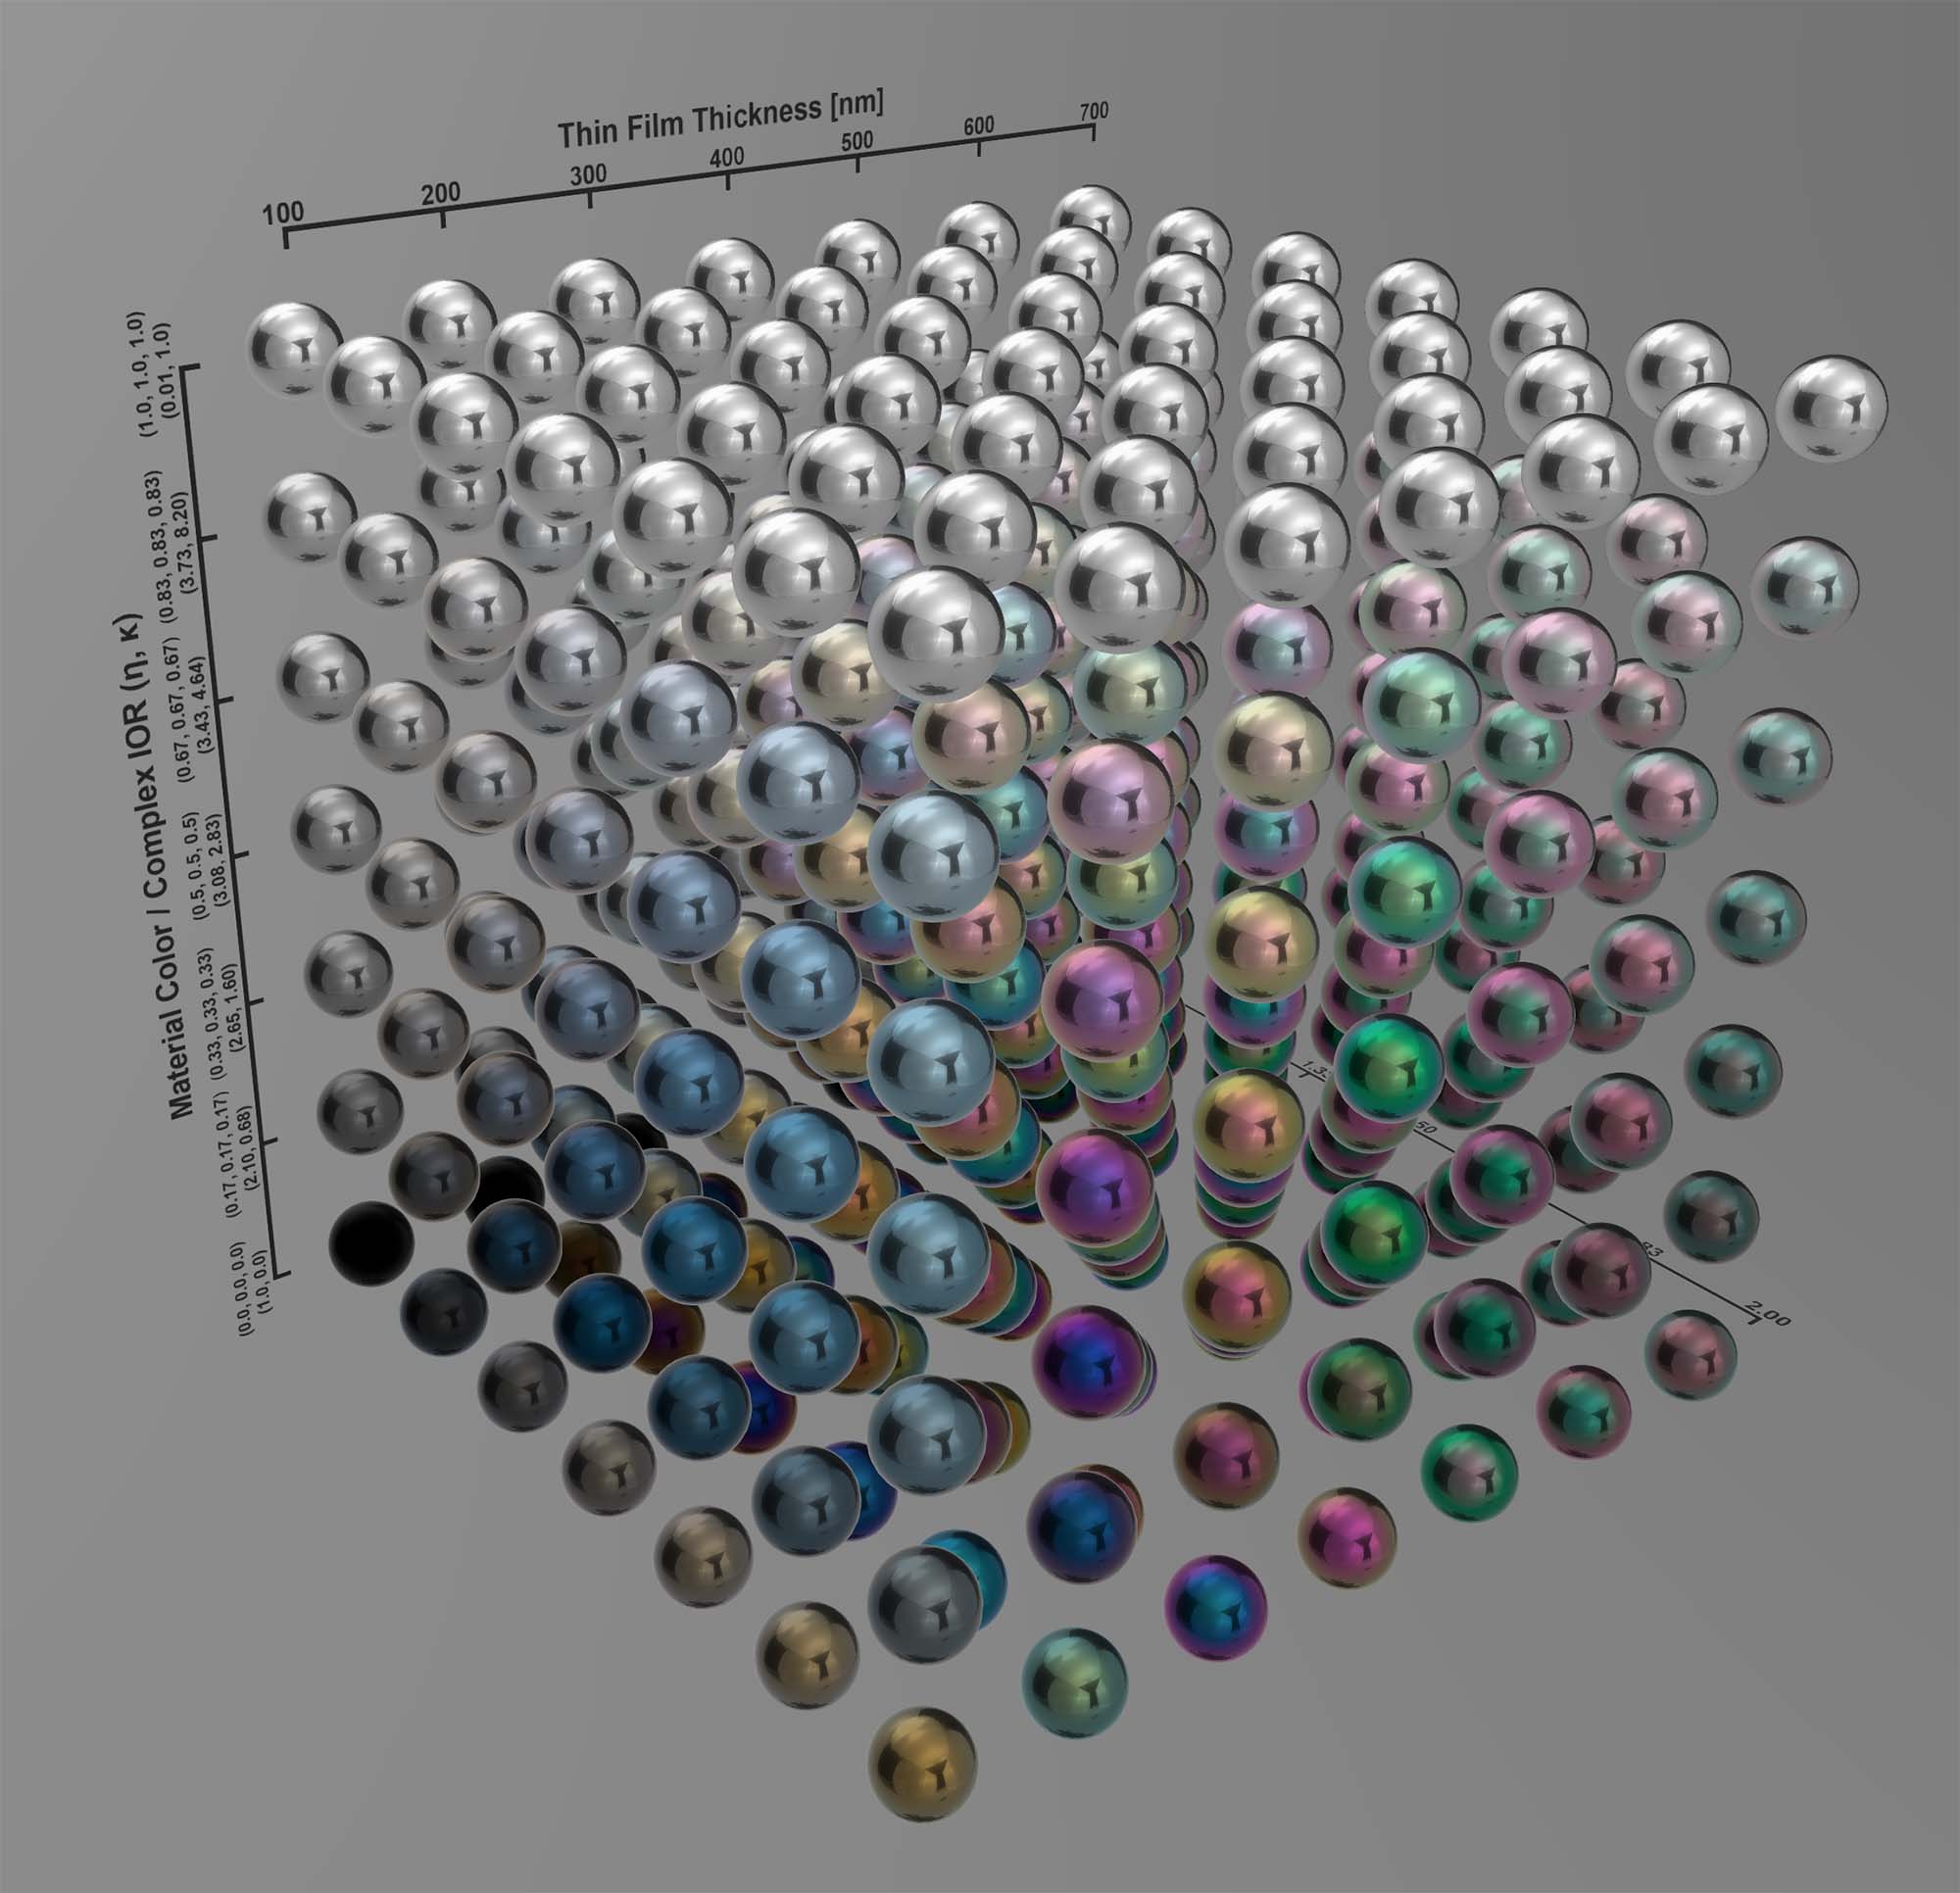 Thin Film Thickness [nm]
100
200
300
400
500
600
700
Material Color / Complex IOR (η, κ)
(1.0, 1.0, 1.0)
(0.01, 1.0)
(0.83, 0.83, 0.83)
(3.73, 8.20)
(0.67, 0.67, 0.67)
(3.43, 4.64)
(0.5, 0.5, 0.5)
(3.08, 2.83)
(0.33, 0.33, 0.33)
(2.65, 1.60)
(0.17, 0.17, 0.17)
(2.10, 0.68)
(0.0, 0.0, 0.0)
(1.0, 0.0)
2.00